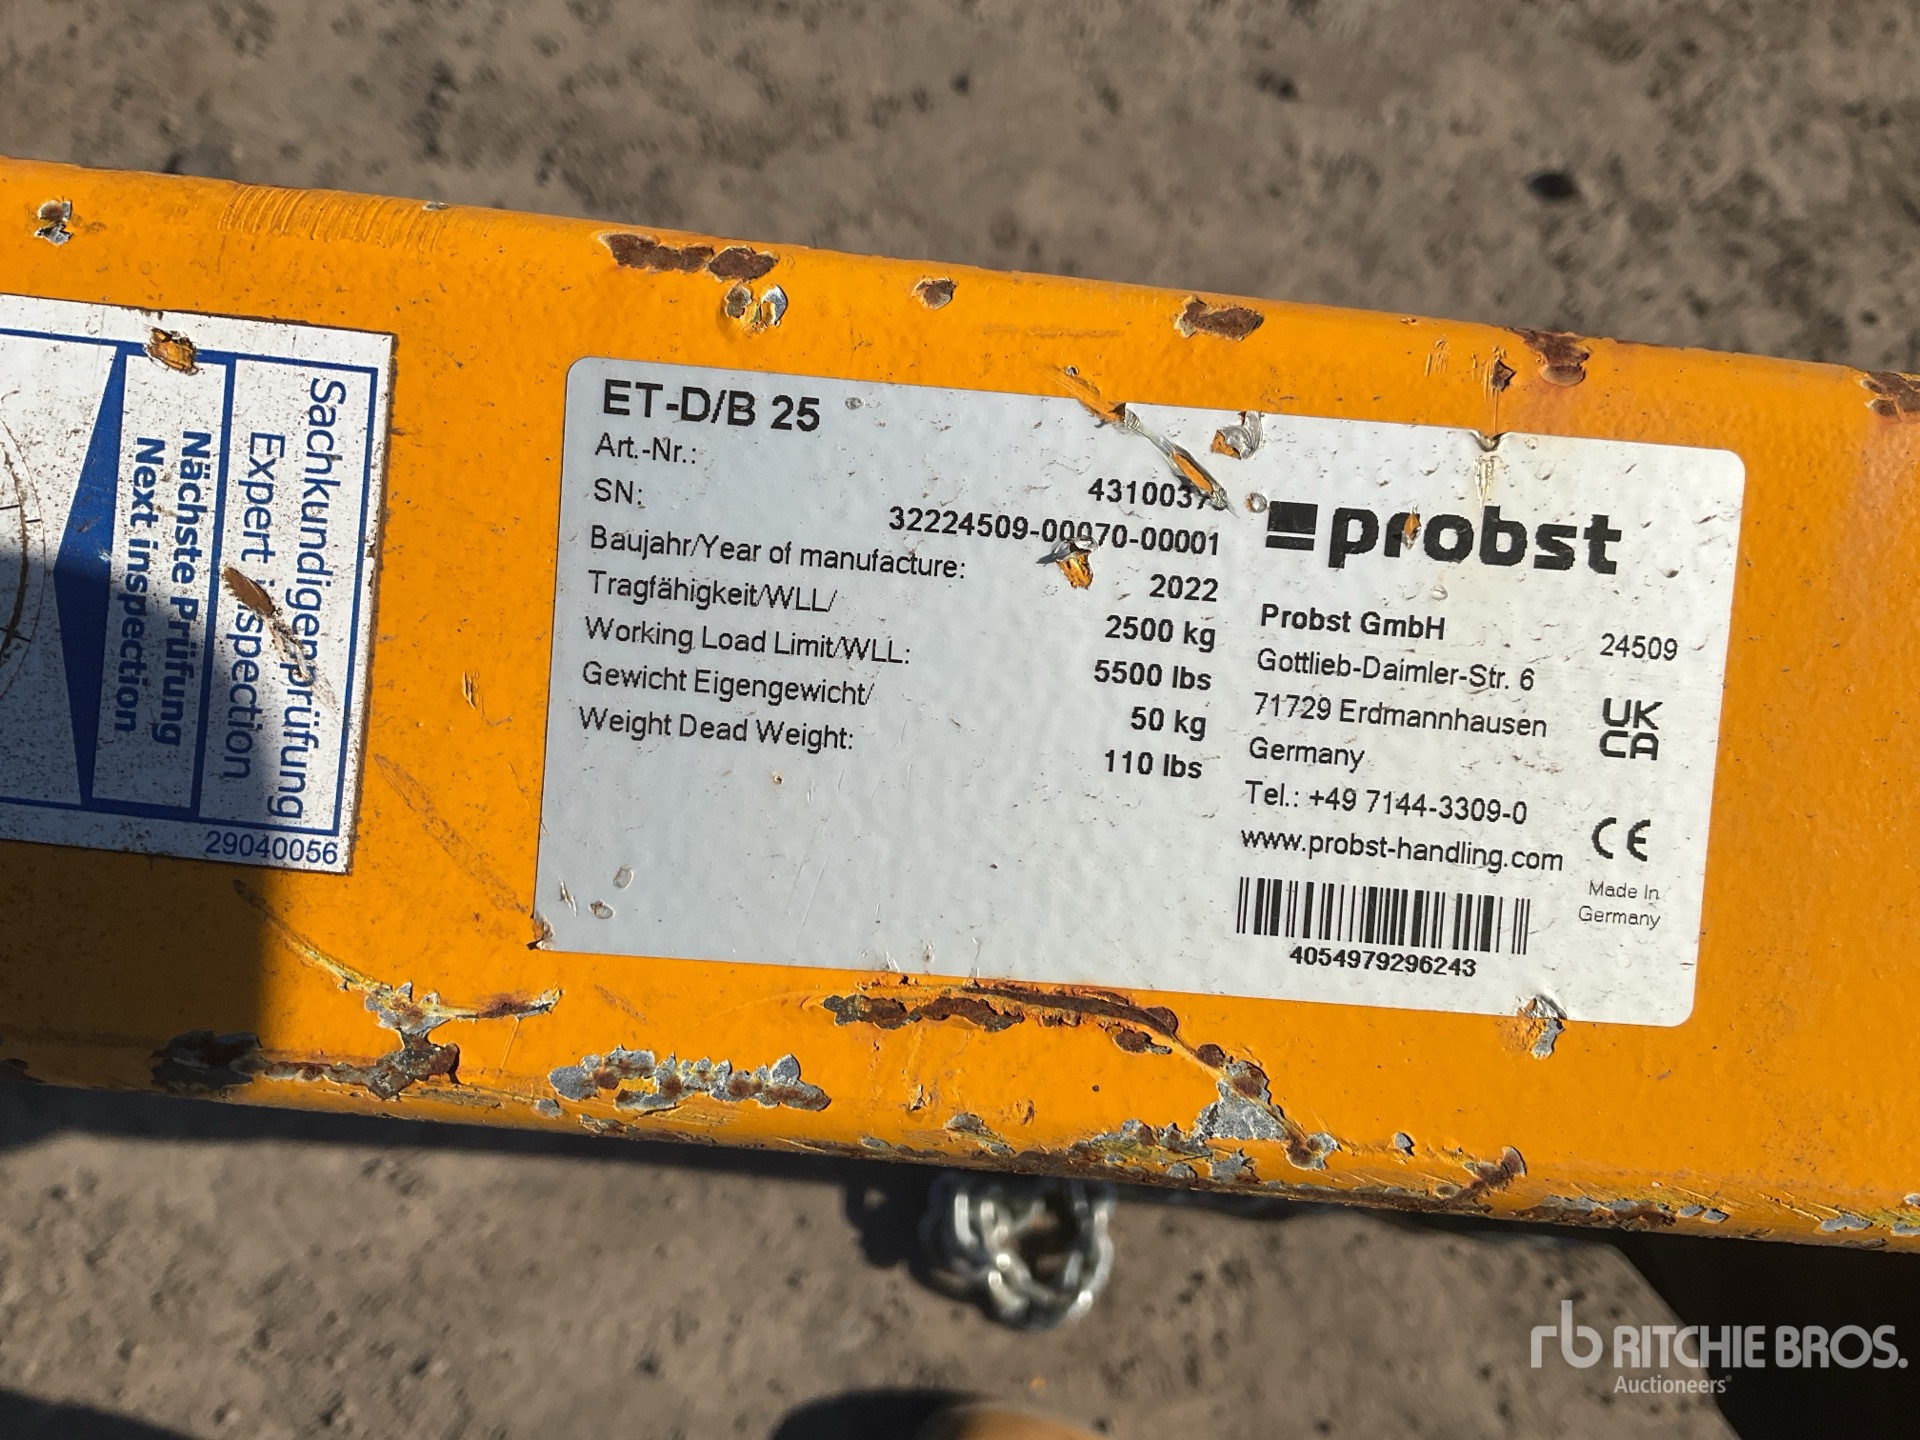 Sachkundigenprüfung
Expert inspection
Nächste Prüfung
Next inspection
29040056
ET-D/B 25
Art.-Nr.:
SN: 32224509-00070-00001
Baujahr/Year of manufacture: 2022
Tragfähigkeit/WLL/ 2500 kg
Working Load Limit/WLL: 5500 lbs
Gewicht Eigengewicht/ 50 kg
Weight Dead Weight: 110 lbs
probst
Probst GmbH 24509
Gottlieb-Daimler-Str. 6
71729 Erdmannhausen
Germany
Tel.: +49 7144-3309-0
www.probst-handling.com
UK
CA
CE
Made In
Germany
4054979296243
rb RITCHIE BROS.
Auctioneers®